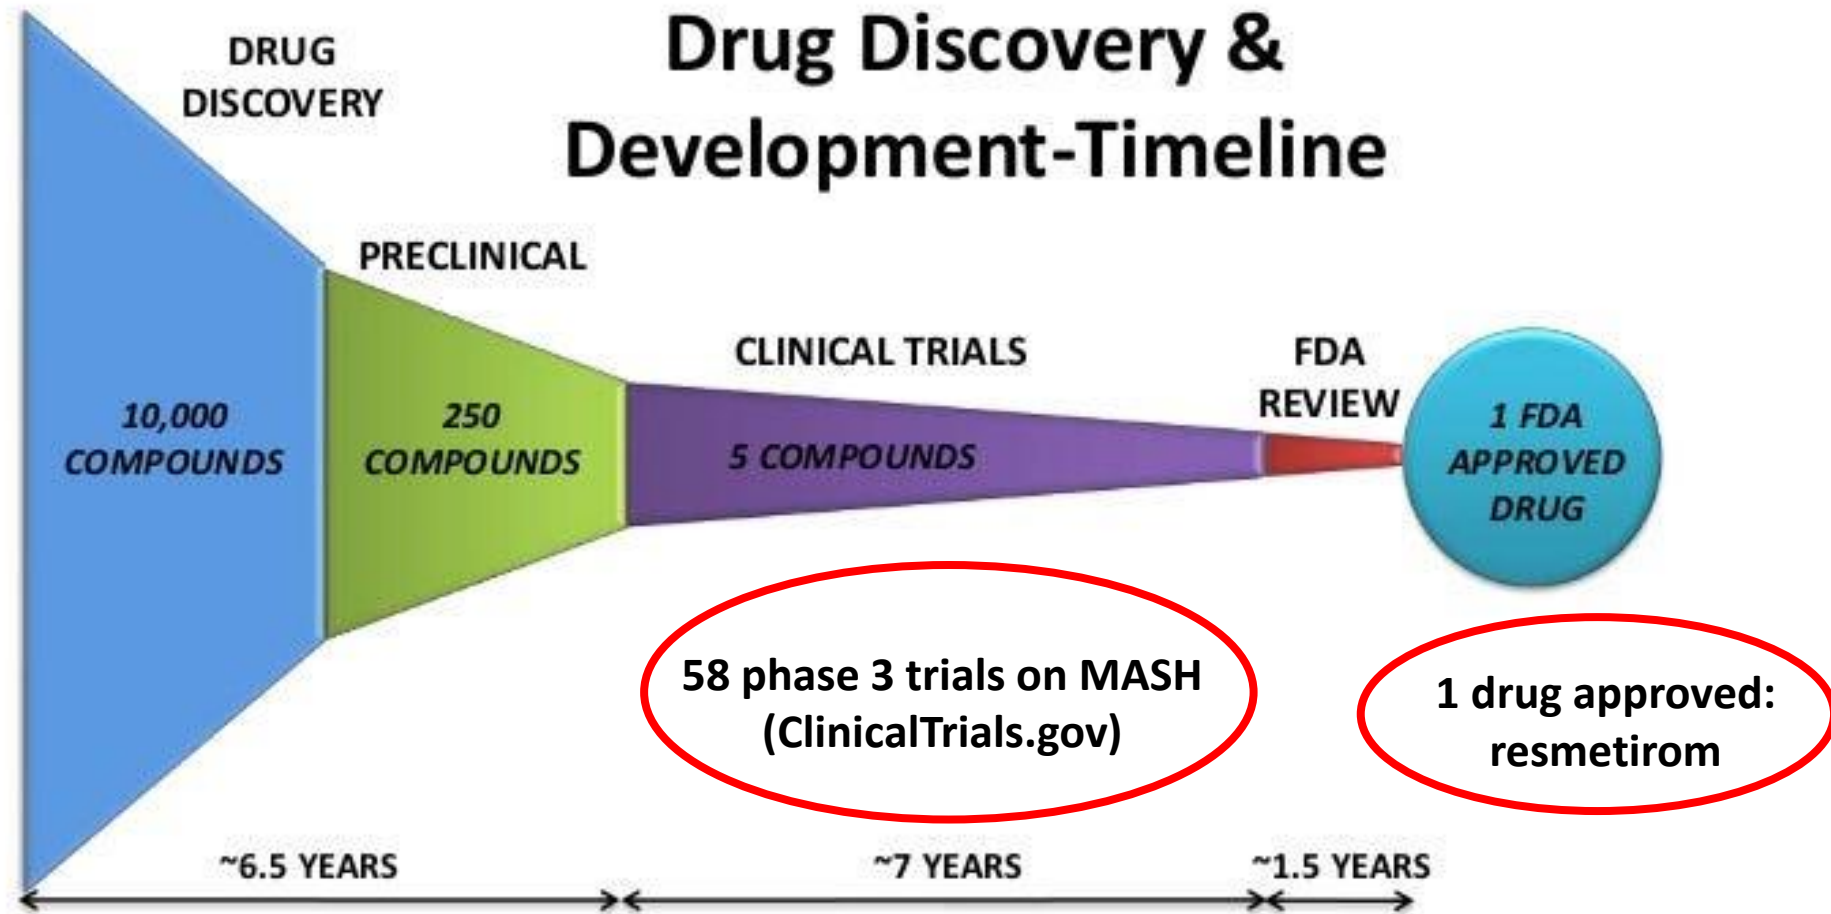 Drug Discovery &
Development-Timeline
DRUG
DISCOVERY
PRECLINICAL
CLINICAL TRIALS
FDA
REVIEW
10,000
COMPOUNDS
250
COMPOUNDS
5 COMPOUNDS
1 FDA
APPROVED
DRUG
58 phase 3 trials on MASH
(ClinicalTrials.gov)
1 drug approved:
resmetirom
~6.5 YEARS
~7 YEARS
~1.5 YEARS